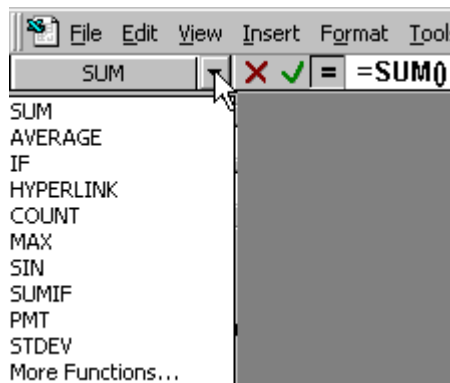 File Edit View Insert Format Tool
SUM = =SUM()
SUM
AVERAGE
IF
HYPERLINK
COUNT
MAX
SIN
SUMIF
PMT
STDEV
More Functions...